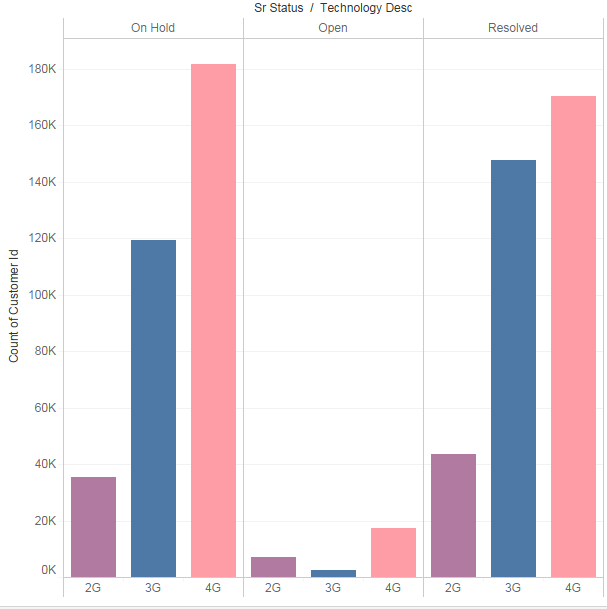 Sr Status / Technology Desc
On Hold Open Resolved
Count of Customer Id
180K
160K
140K
120K
100K
80K
60K
40K
20K
0K
2G 3G 4G 2G 3G 4G 2G 3G 4G